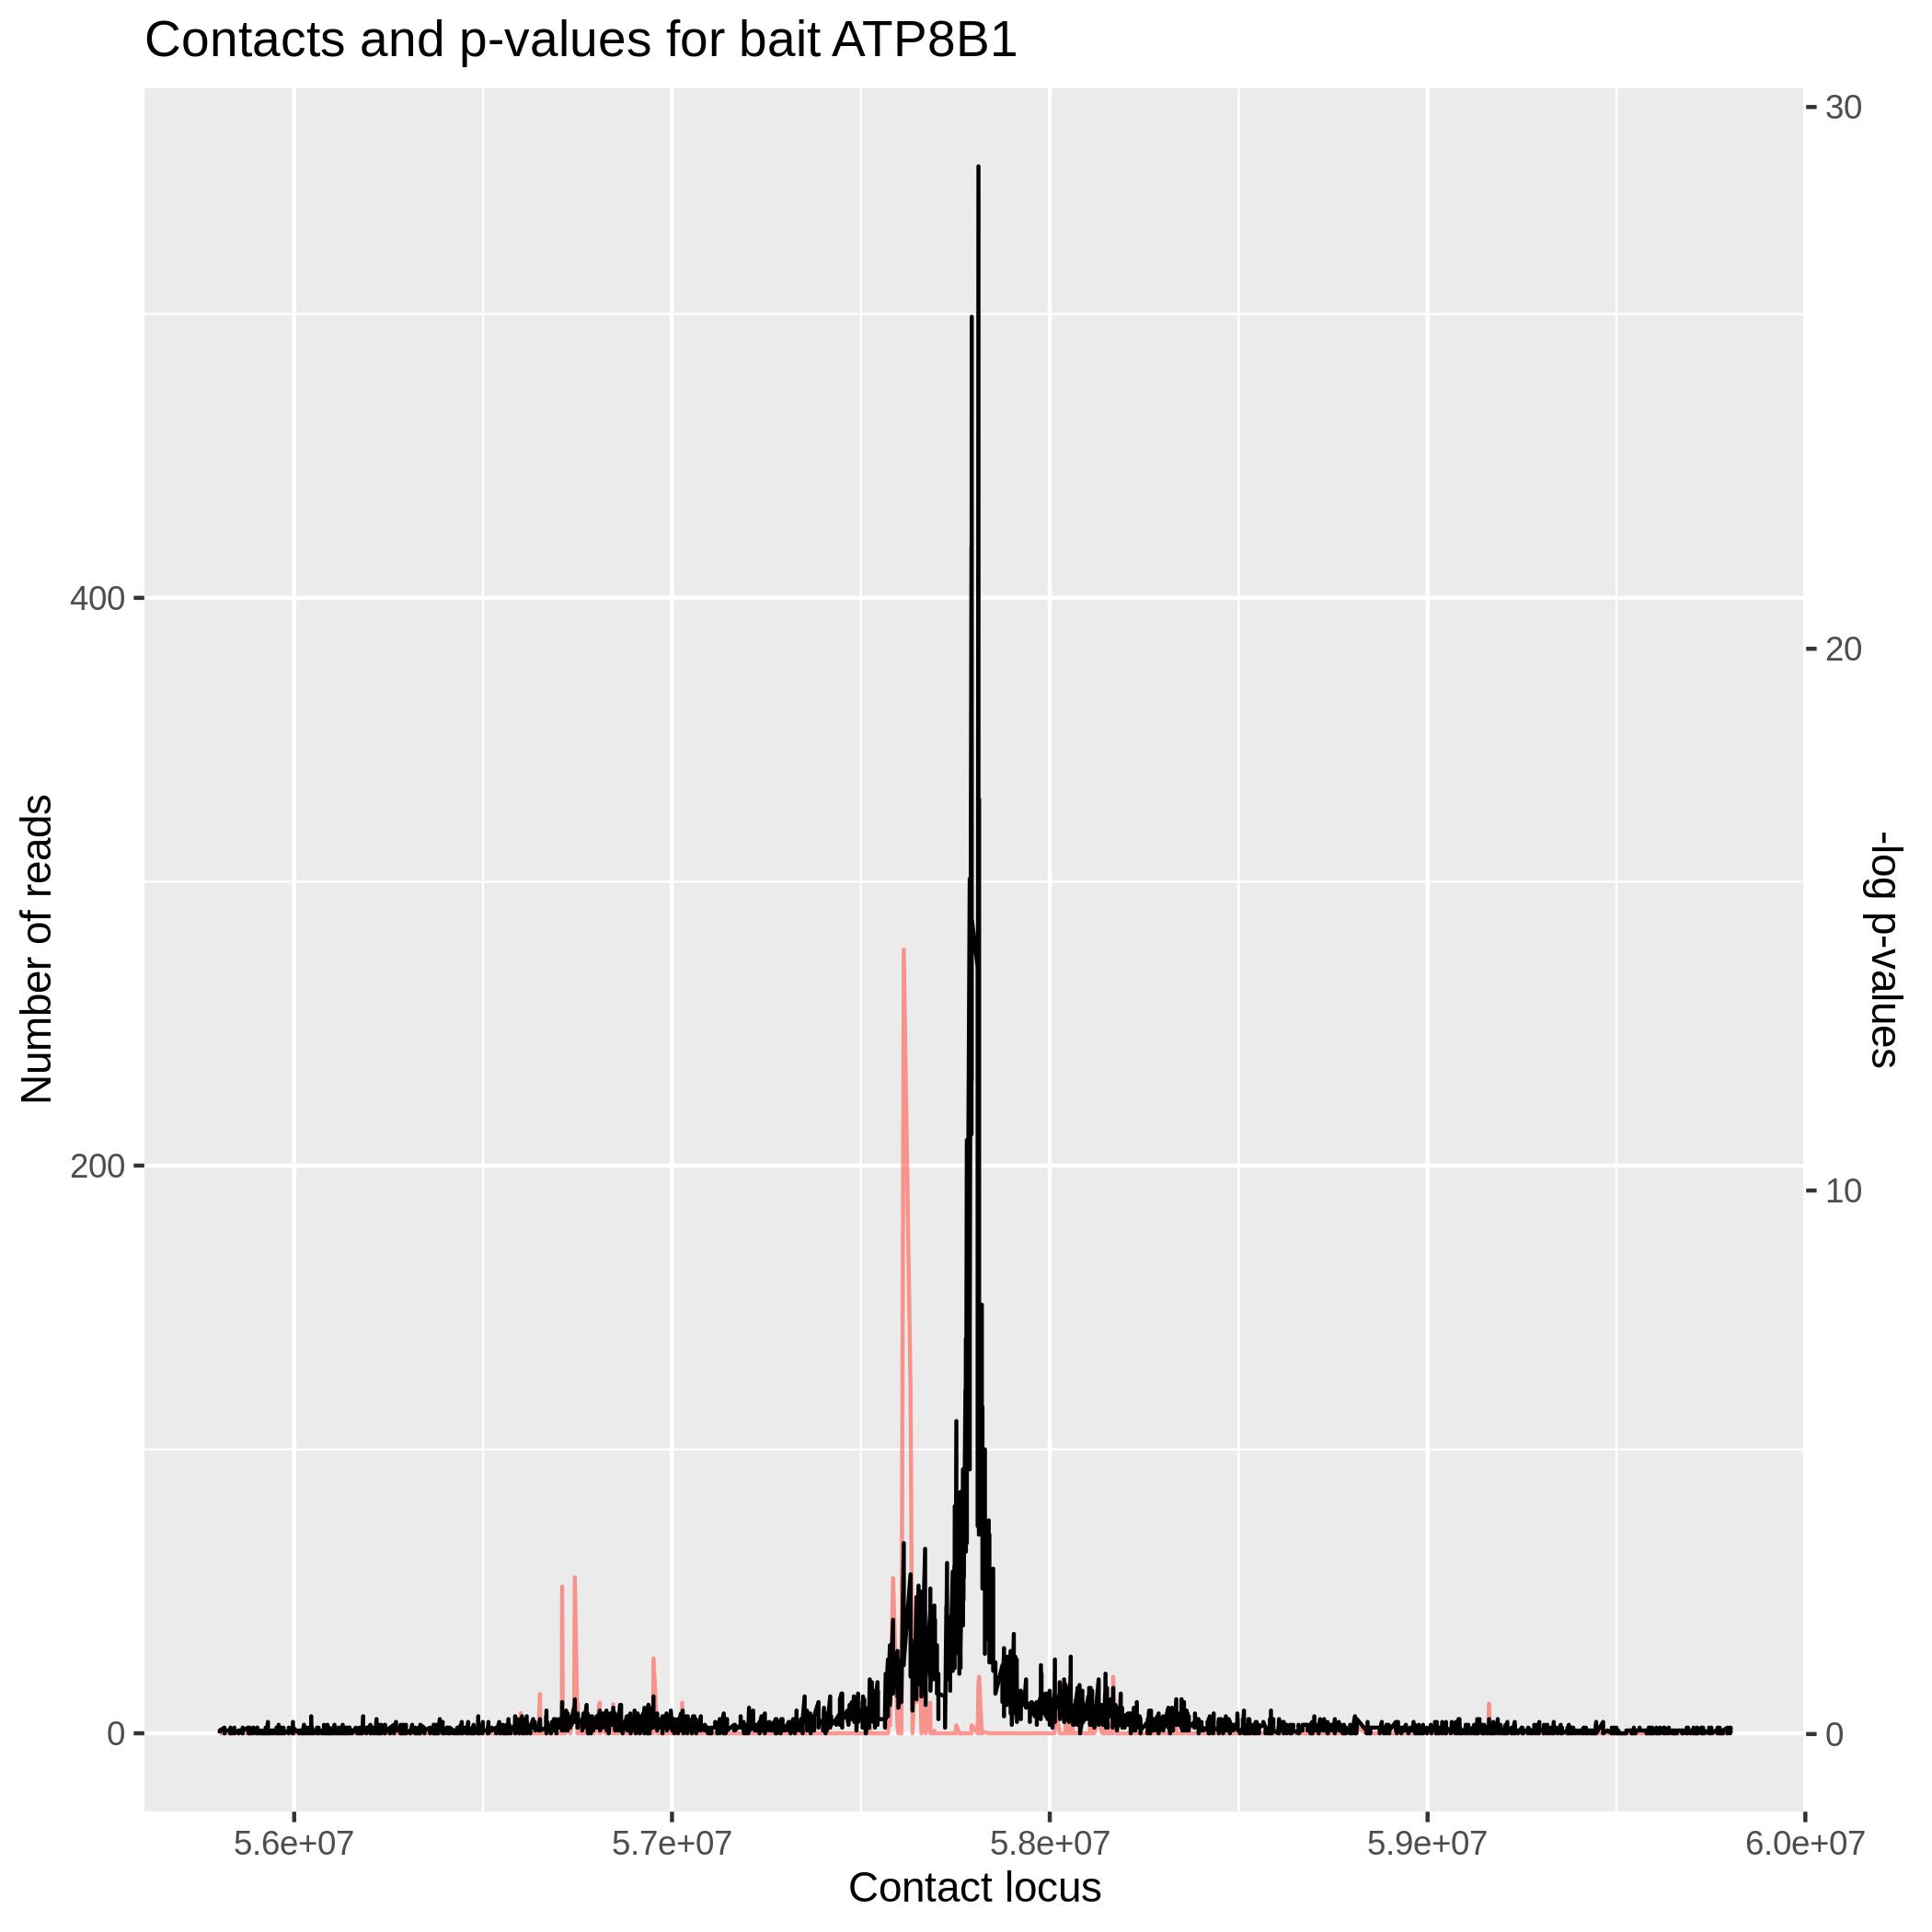 Contacts and p-values for bait ATP8B1
30
400
20
Number of reads
-log p-values
200
10
0
0
5.6e+07 5.7e+07 5.8e+07 5.9e+07 6.0e+07
Contact locus